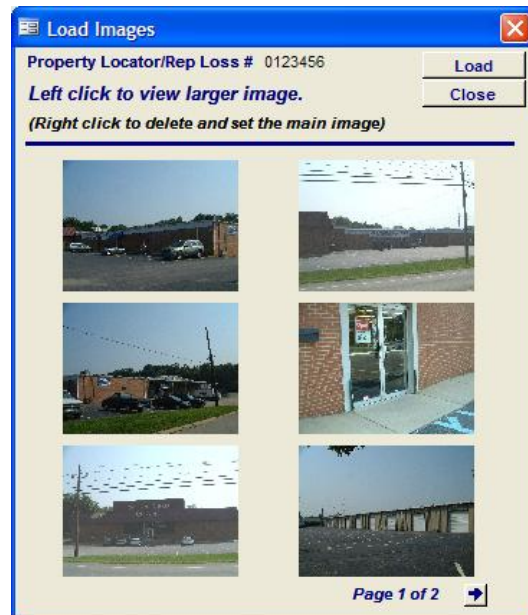 Load Images
Property Locator/Rep Loss # 0123456
Load
Left click to view larger image.
Close
(Right click to delete and set the main image)
Page 1 of 2